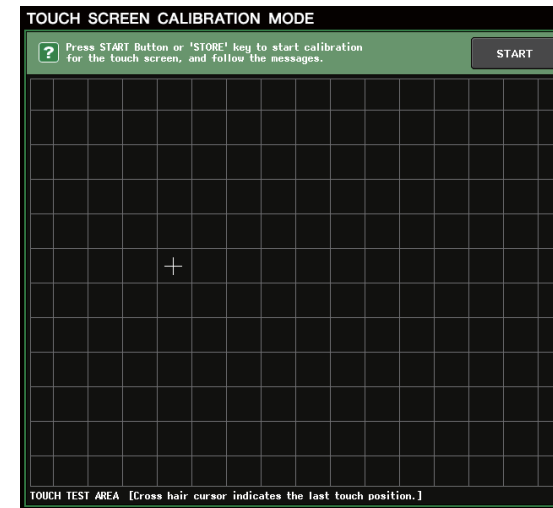 TOUCH SCREEN CALIBRATION MODE
? Press START Button or 'STORE' key to start calibration
for the touch screen, and follow the messages.
START
TOUCH TEST AREA [Cross hair cursor indicates the last touch position.]